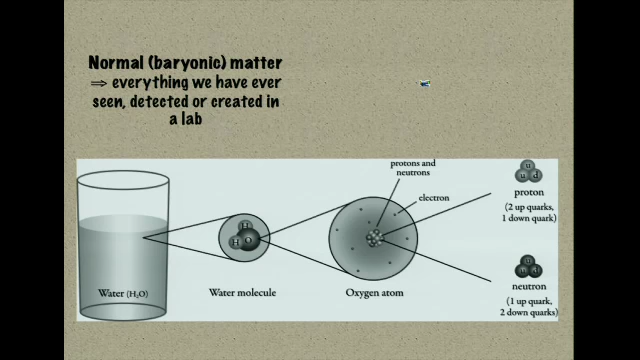 Normal (baryonic) matter
⇒ everything we have ever
seen, detected or created in
a lab
protons and
neutrons
electron
u
u d
proton
(2 up quarks,
1 down quark)
H
H O
u
d d
neutron
(1 up quark,
2 down quarks)
Water (H₂O)
Water molecule
Oxygen atom